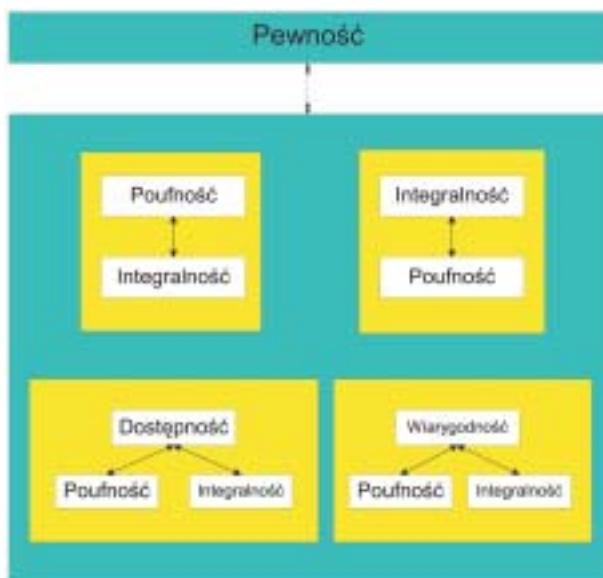 Pewność
Poufność
Integralność
Integralność
Poufność
Dostępność
Poufność
Integralność
Wiarygodność
Poufność
Integralność